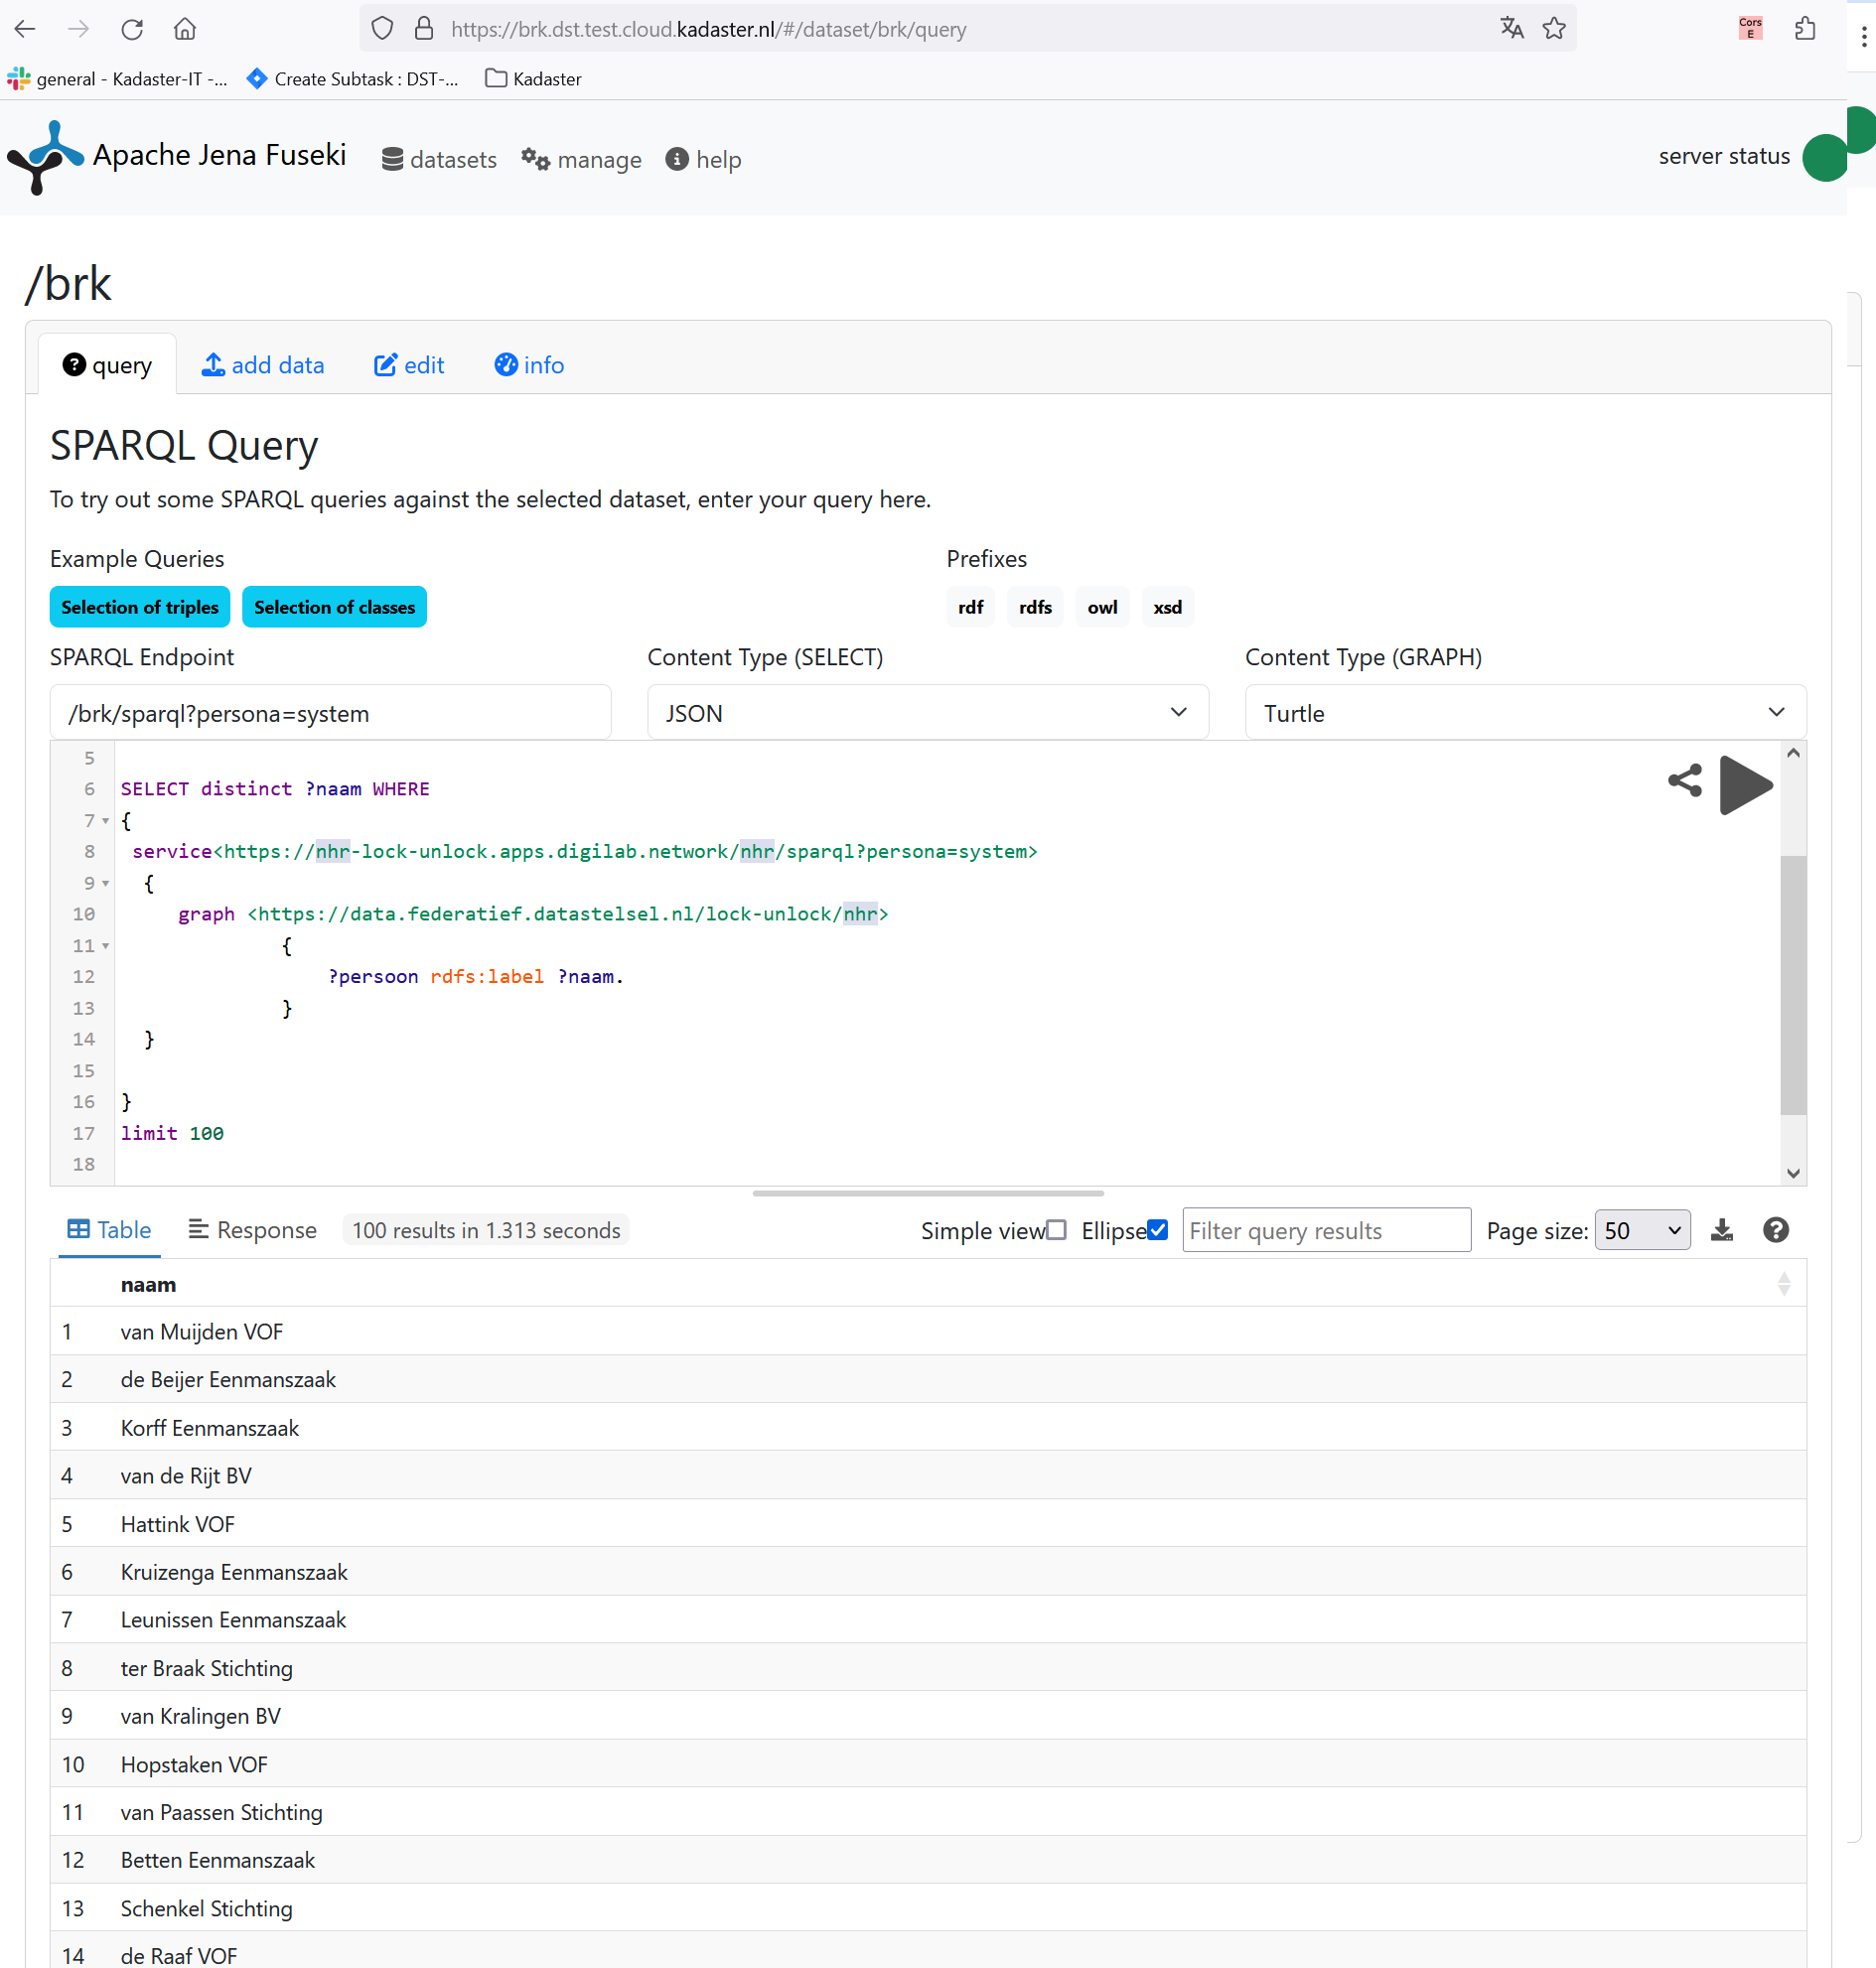 https://brk.dst.test.cloud.kadaster.nl/#/dataset/brk/query
Cors
E
general - Kadaster-IT -...
Create Subtask : DST-...
Kadaster
Apache Jena Fuseki
datasets
manage
help
server status
/brk
query
add data
edit
info
SPARQL Query
To try out some SPARQL queries against the selected dataset, enter your query here.
Example Queries
Prefixes
Selection of triples
Selection of classes
rdf
rdfs
owl
xsd
SPARQL Endpoint
Content Type (SELECT)
Content Type (GRAPH)
/brk/sparql?persona=system
JSON
Turtle
5
6 SELECT distinct ?naam WHERE
7 {
8 service<https://nhr-lock-unlock.apps.digilab.network/nhr/sparql?persona=system>
9 {
10 graph <https://data.federatief.datastelsel.nl/lock-unlock/nhr>
11 {
12 ?persoon rdfs:label ?naam.
13 }
14 }
15
16 }
17 limit 100
18
Table
Response
100 results in 1.313 seconds
Simple view
Ellipse
Filter query results
Page size: 50
naam
1 van Muijden VOF
2 de Beijer Eenmanszaak
3 Korff Eenmanszaak
4 van de Rijt BV
5 Hattink VOF
6 Kruizenga Eenmanszaak
7 Leunissen Eenmanszaak
8 ter Braak Stichting
9 van Kralingen BV
10 Hopstaken VOF
11 van Paassen Stichting
12 Betten Eenmanszaak
13 Schenkel Stichting
14 de Raaf VOF